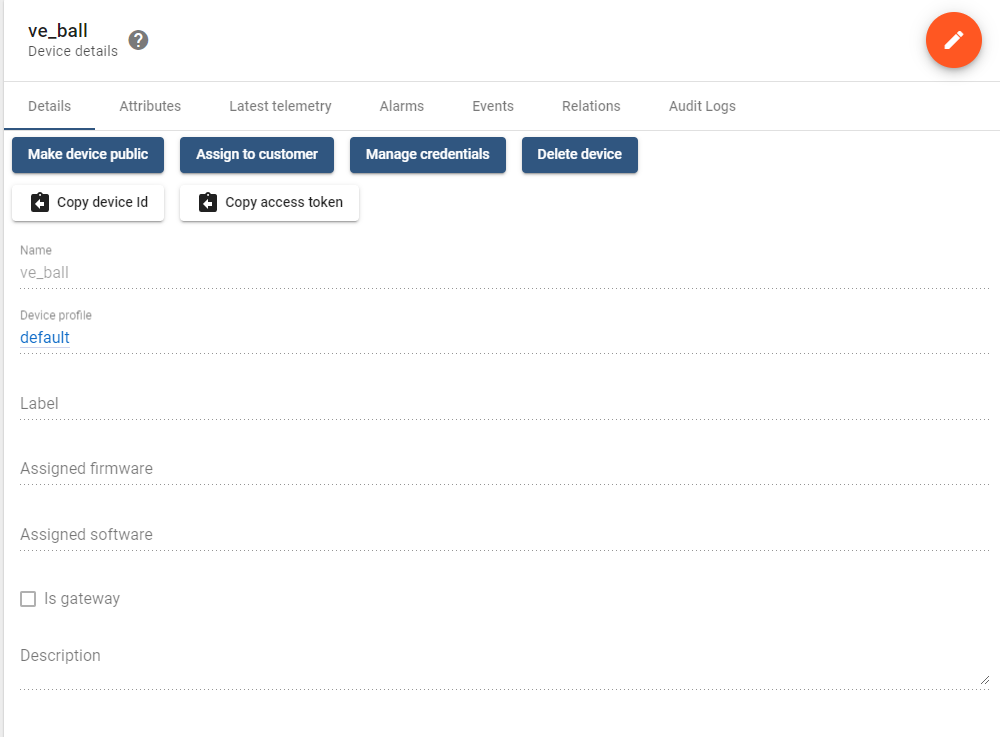 ve_ball
Device details
?
Details Attributes Latest telemetry Alarms Events Relations Audit Logs
Make device public Assign to customer Manage credentials Delete device
Copy device Id Copy access token
Name
ve_ball
Device profile
default
Label
Assigned firmware
Assigned software
Is gateway
Description